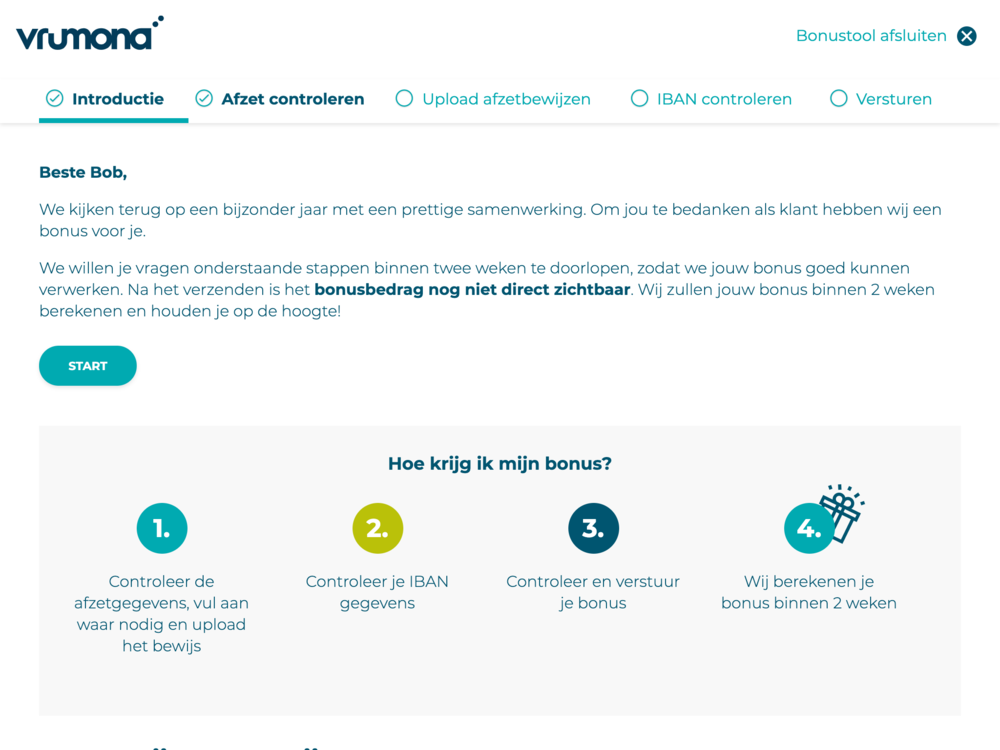 vrumona
Bonustool afsluiten
Introductie
Afzet controleren
Upload afzetbewijzen
IBAN controleren
Versturen
Beste Bob,
We kijken terug op een bijzonder jaar met een prettige samenwerking. Om jou te bedanken als klant hebben wij een
bonus voor je.
We willen je vragen onderstaande stappen binnen twee weken te doorlopen, zodat we jouw bonus goed kunnen
verwerken. Na het verzenden is het bonusbedrag nog niet direct zichtbaar. Wij zullen jouw bonus binnen 2 weken
berekenen en houden je op de hoogte!
START
Hoe krijg ik mijn bonus?
1.
Controleer de
afzetgegevens, vul aan
waar nodig en upload
het bewijs
2.
Controleer je IBAN
gegevens
3.
Controleer en verstuur
je bonus
4.
Wij berekenen je
bonus binnen 2 weken